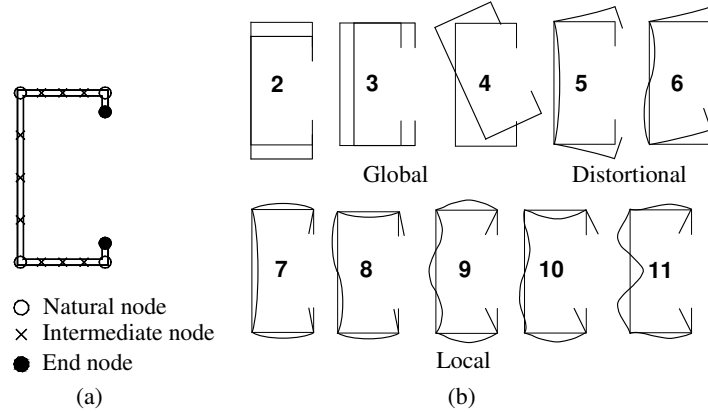 2 3 4 5 6
Global Distortional
7 8 9 10 11
Local
Natural node
Intermediate node
End node
(a) (b)